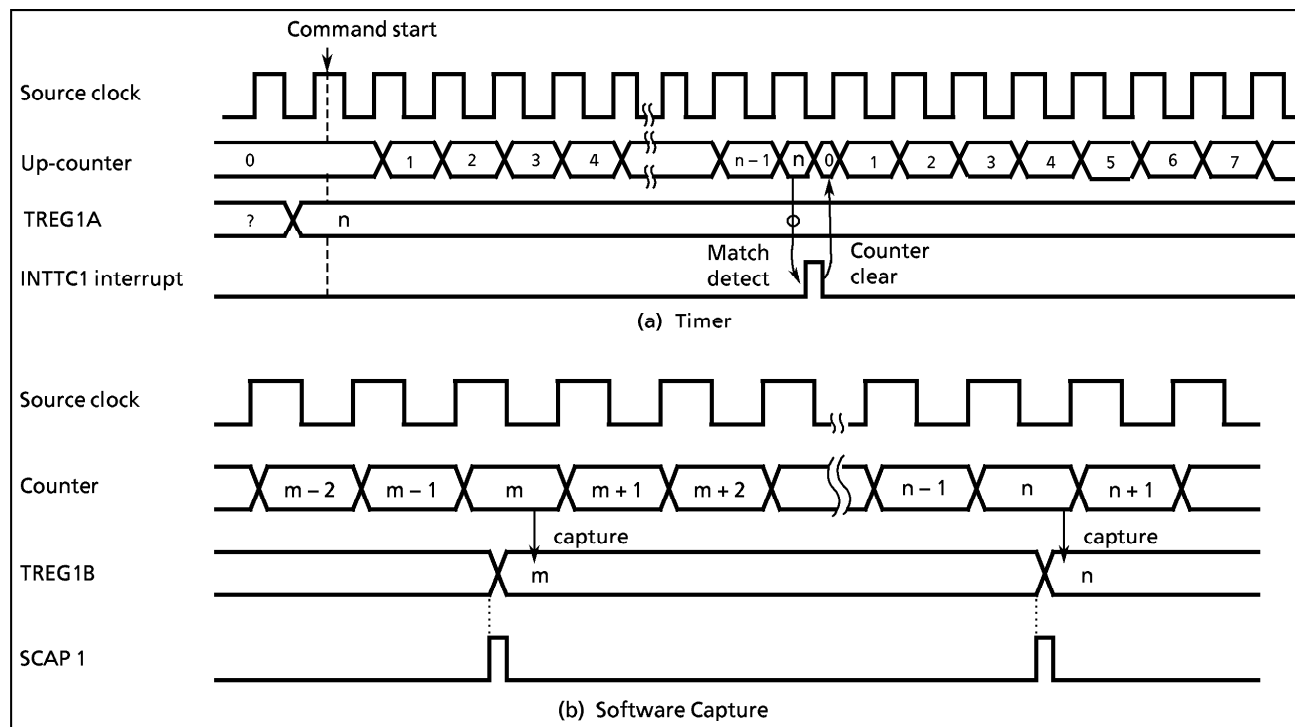 Command start
Source clock
Up-counter 0 1 2 3 4 n – 1 n 0 1 2 3 4 5 6 7
TREG1A ? n
Match detect
Counter clear
INTTC1 interrupt
(a) Timer
Source clock
Counter m – 2 m – 1 m m + 1 m + 2 n – 1 n n + 1
capture capture
TREG1B m n
SCAP 1
(b) Software Capture